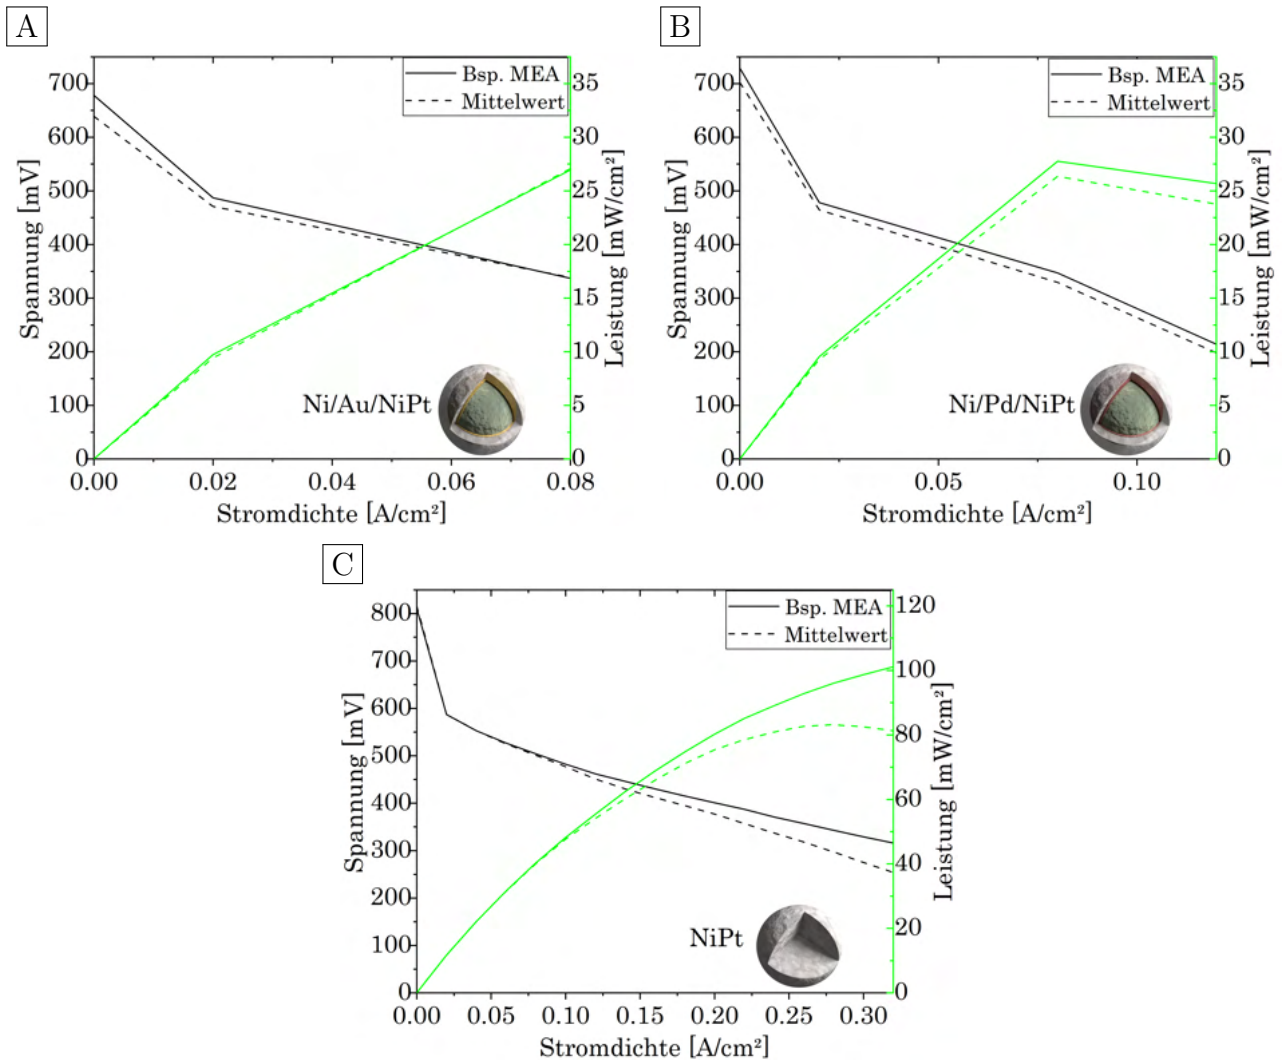 A
Spannung [mV]
700
600
500
400
300
200
100
0
Bsp. MEA
Mittelwert
Ni/Au/NiPt
35
30
25
20
15
10
5
0
Leistung [mW/cm²]
0.00 0.02 0.04 0.06 0.08
Stromdichte [A/cm²]
B
Spannung [mV]
700
600
500
400
300
200
100
0
Bsp. MEA
Mittelwert
Ni/Pd/NiPt
35
30
25
20
15
10
5
0
Leistung [mW/cm²]
0.00 0.05 0.10
Stromdichte [A/cm²]
C
Spannung [mV]
800
700
600
500
400
300
200
100
0
Bsp. MEA
Mittelwert
NiPt
120
100
80
60
40
20
0
Leistung [mW/cm²]
0.00 0.05 0.10 0.15 0.20 0.25 0.30
Stromdichte [A/cm²]